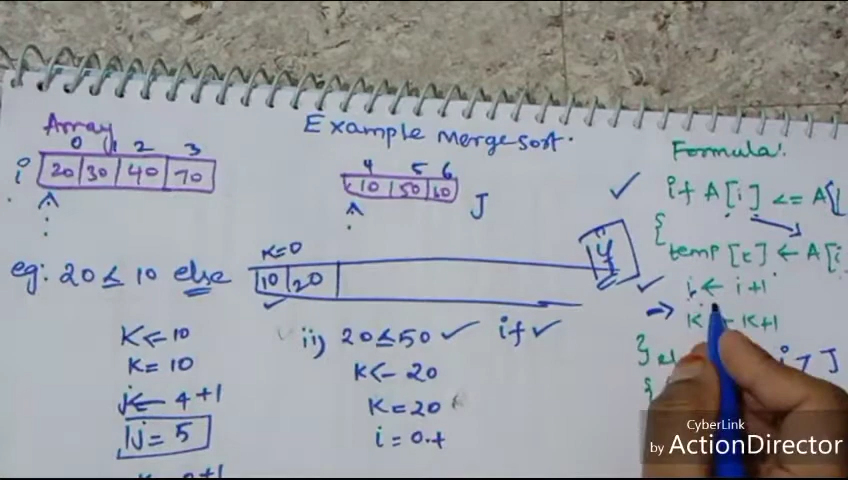 Example Merge sort.
Array
0 1 2 3
i 20 30 40 70
4 5 6
10 50 60 J
Formula:
if A[i] <= A[
{
temp [k] ← A[i
i ← i+1
k ← k+1
}
{
eg: 20 ≤ 10 else
K=0
10 20
K ← 10
K = 10
j ← 4+1
j = 5
ii) 20 ≤ 50 ✓ if ✓
K ← 20
K = 20
i = 0+
CyberLink
by ActionDirector